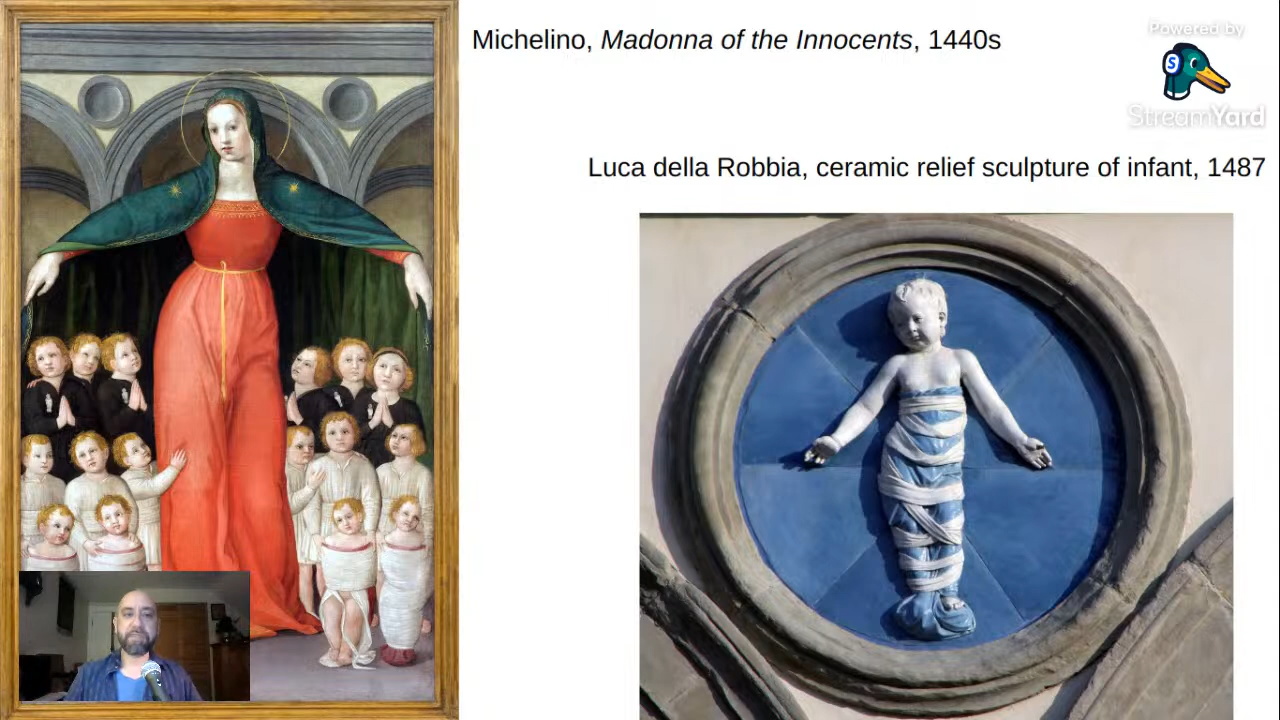 Michelino, Madonna of the Innocents, 1440s
Powered by
S
StreamYard
Luca della Robbia, ceramic relief sculpture of infant, 1487